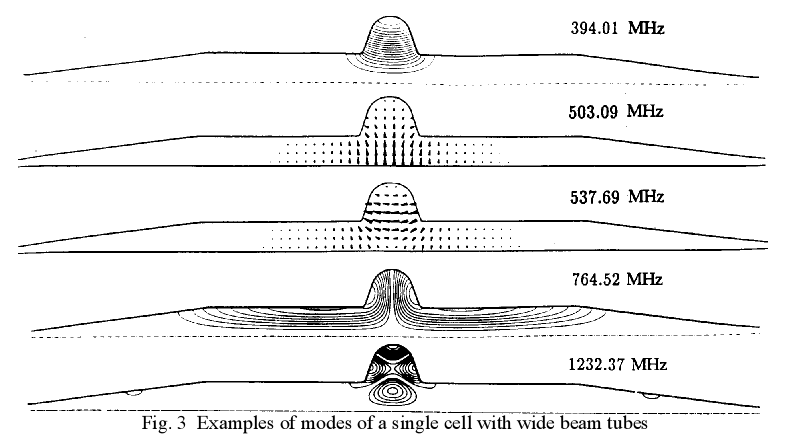 394.01 MHz
503.09 MHz
537.69 MHz
764.52 MHz
1232.37 MHz
Fig. 3 Examples of modes of a single cell with wide beam tubes